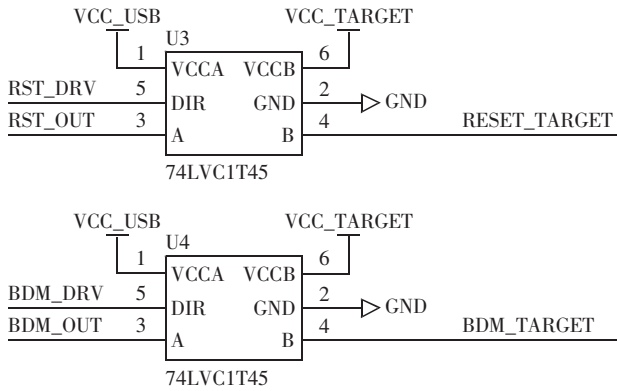 VCC_USB VCC_TARGET
U3
1 6
VCCA VCCB
RST_DRV 5 2
DIR GND GND
RST_OUT 3 4 RESET_TARGET
A B
74LVC1T45
VCC_USB VCC_TARGET
U4
1 6
VCCA VCCB
BDM_DRV 5 2
DIR GND GND
BDM_OUT 3 4 BDM_TARGET
A B
74LVC1T45